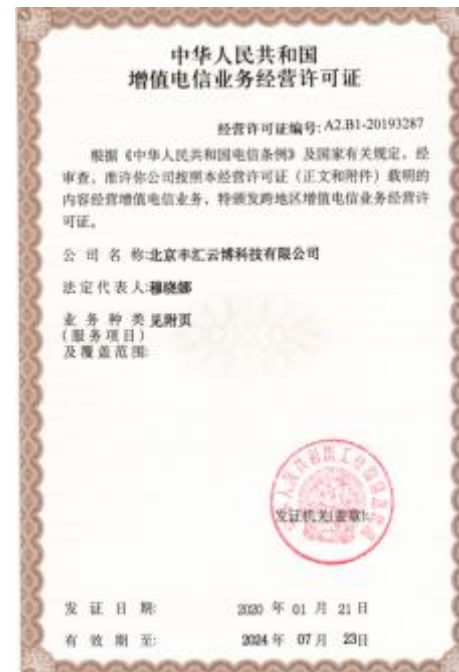 中华人民共和国
增值电信业务经营许可证
经营许可证编号: A2.B1-20193287
根据《中华人民共和国电信条例》及国家有关规定，经
审查，准许你公司按照本经营许可证（正文和附件）载明的
内容经营增值电信业务，特颁发跨地区增值电信业务经营许
可证。
公司名称:北京丰汇云博科技有限公司
法定代表人:穆晓娜
业务种类 见附页
(服务项目)
及覆盖范围:
发证机关(盖章):
发证日期: 2020 年 01 月 21 日
有效期至: 2024 年 07 月 23日